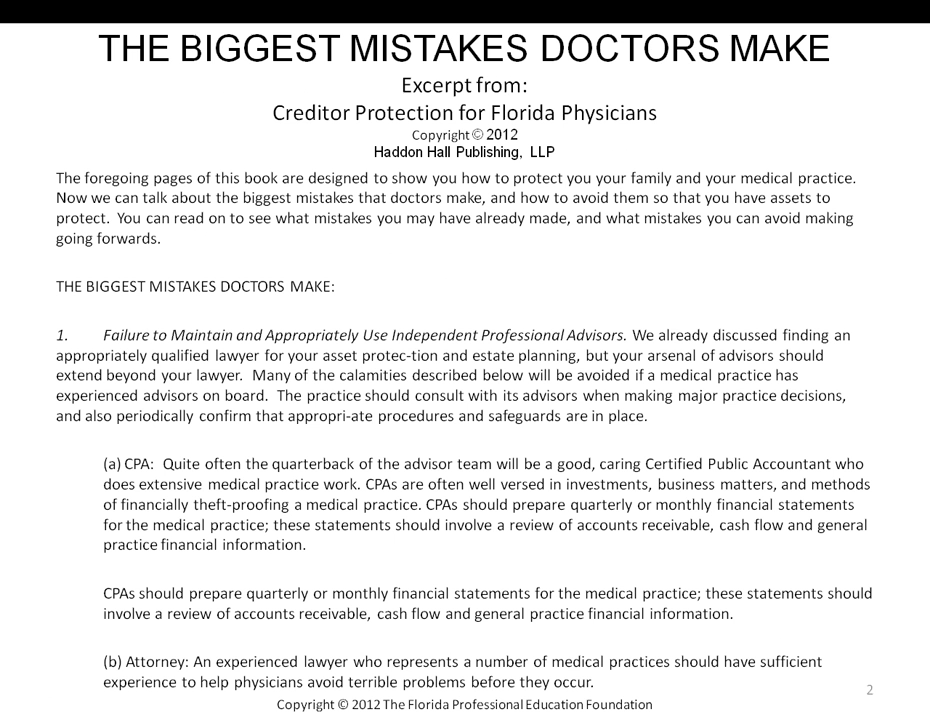 THE BIGGEST MISTAKES DOCTORS MAKE
Excerpt from:
Creditor Protection for Florida Physicians
Copyright © 2012
Haddon Hall Publishing, LLP
The foregoing pages of this book are designed to show you how to protect you your family and your medical practice.
Now we can talk about the biggest mistakes that doctors make, and how to avoid them so that you have assets to
protect. You can read on to see what mistakes you may have already made, and what mistakes you can avoid making
going forwards.
THE BIGGEST MISTAKES DOCTORS MAKE:
1. Failure to Maintain and Appropriately Use Independent Professional Advisors. We already discussed finding an
appropriately qualified lawyer for your asset protec-tion and estate planning, but your arsenal of advisors should
extend beyond your lawyer. Many of the calamities described below will be avoided if a medical practice has
experienced advisors on board. The practice should consult with its advisors when making major practice decisions,
and also periodically confirm that appropri-ate procedures and safeguards are in place.
(a) CPA: Quite often the quarterback of the advisor team will be a good, caring Certified Public Accountant who
does extensive medical practice work. CPAs are often well versed in investments, business matters, and methods
of financially theft-proofing a medical practice. CPAs should prepare quarterly or monthly financial statements
for the medical practice; these statements should involve a review of accounts receivable, cash flow and general
practice financial information.
CPAs should prepare quarterly or monthly financial statements for the medical practice; these statements should
involve a review of accounts receivable, cash flow and general practice financial information.
(b) Attorney: An experienced lawyer who represents a number of medical practices should have sufficient
experience to help physicians avoid terrible problems before they occur.
2
Copyright © 2012 The Florida Professional Education Foundation